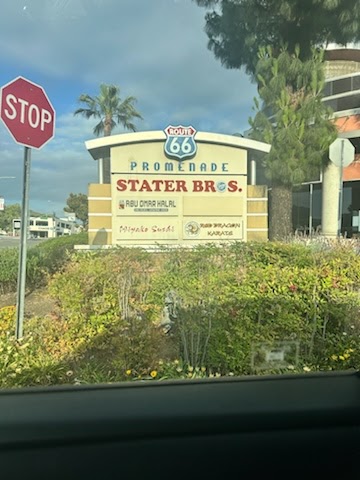 STOP
ROUTE
66
PROMENADE
STATER BROS.
ABU OMAR HALAL
Miyako Sushi
RED DRAGON
KARATE